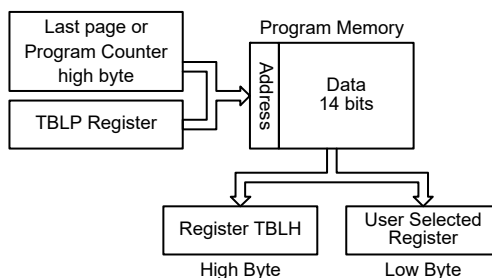 Last page or
Program Counter
high byte
TBLP Register
Program Memory
Address
Data
14 bits
Register TBLH
High Byte
User Selected
Register
Low Byte